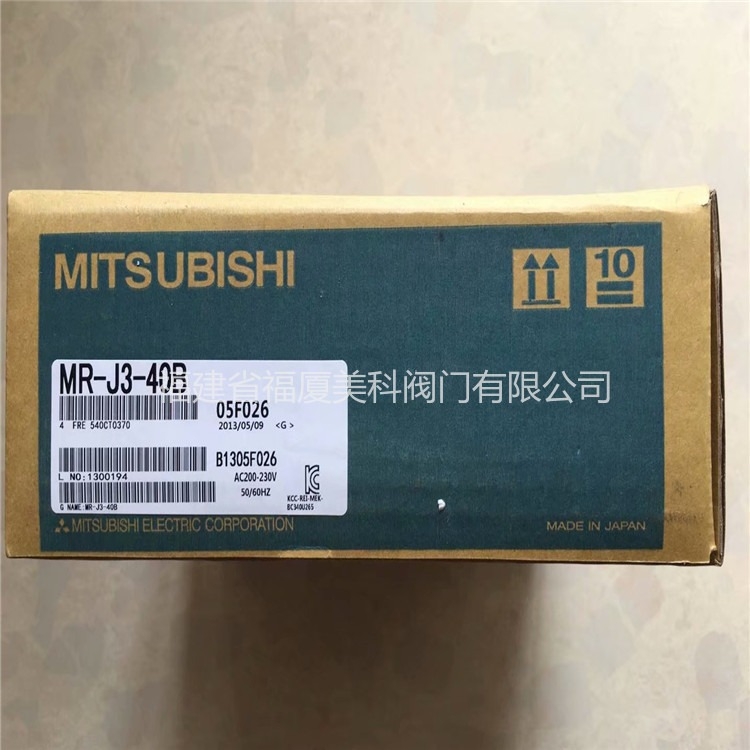 MITSUBISHI
10
MR-J3-40B
福建省福厦美科阀门有限公司
05F026
4 FRE 540CT0370
2013/05/09 <G>
B1305F026
L NO:1300194
AC200-230V
50/60HZ
KCC-REI-MEK-
G NAME:MR-J3-40B
MITSUBISHI ELECTRIC CORPORATION
MADE IN JAPAN